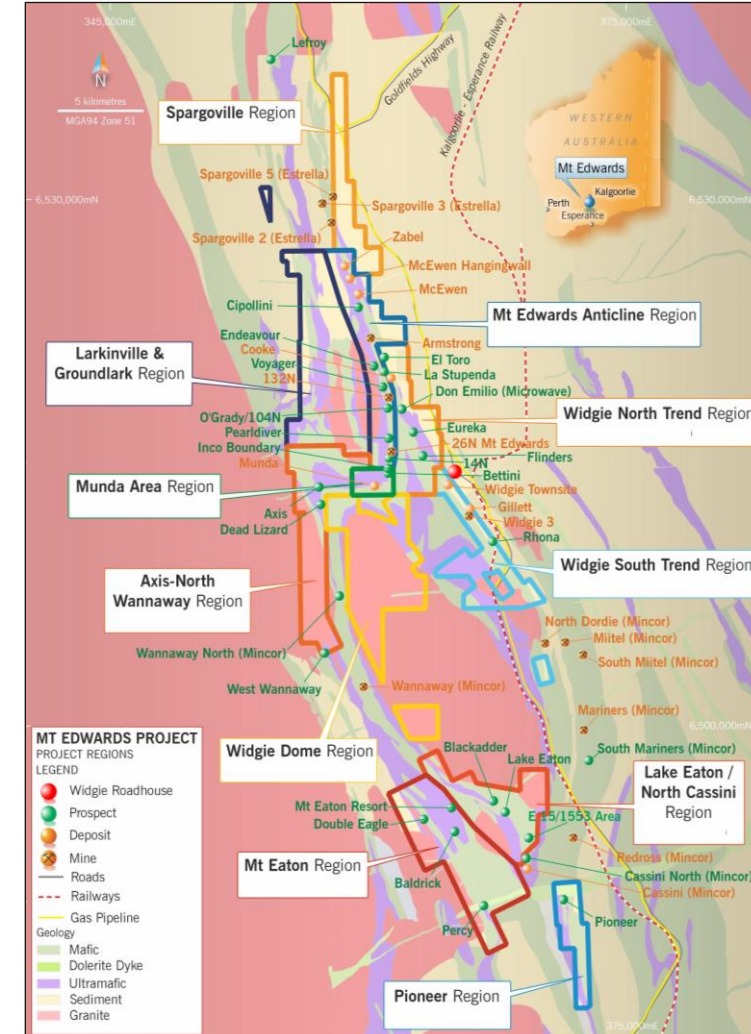 345,000mE
375,000mE
Lefroy
N
5 kilometres
MGA94 Zone 51
Goldfields Highway
Kalgoorlie - Esperance Railway
Spargoville Region
WESTERN
AUSTRALIA
Mt Edwards
Kalgoorlie
Perth
Esperance
Spargoville 5 (Estrella)
6,530,000mN
6,530,000mN
Spargoville 3 (Estrella)
Spargoville 2 (Estrella)
Zabel
McEwen Hangingwall
McEwen
Cipollini
Mt Edwards Anticline Region
Endeavour
Armstrong
Larkinville &
Groundlark Region
Cooke
El Toro
Voyager
La Stupenda
132N
Don Emilio (Microwave)
O'Grady/104N
Widgie North Trend Region
Pearldriver
Eureka
Inco Boundary
26N Mt Edwards
Munda
14N
Flinders
Bettini
Munda Area Region
Widgie Townsite
Axis
Gillett
Dead Lizard
Widgie 3
Rhona
Widgie South Trend Region
Axis-North
Wannaway Region
North Dordie (Mincor)
Miitel (Mincor)
Wannaway North (Mincor)
South Miitel (Mincor)
West Wannaway
Wannaway (Mincor)
Mariners (Mincor)
6,500,000mN
MT EDWARDS PROJECT
PROJECT REGIONS
LEGEND
Widgie Roadhouse
Prospect
Deposit
Mine
Roads
Railways
Gas Pipeline
Geology
Mafic
Dolerite Dyke
Ultramafic
Sediment
Granite
Widgie Dome Region
Blackadder
South Mariners (Mincor)
Lake Eaton
Lake Eaton /
North Cassini
Region
Mt Eaton Resort
Double Eagle
E 15/1553 Area
Mt Eaton Region
Redross (Mincor)
Baldrick
Cassini North (Mincor)
Cassini (Mincor)
Percy
Pioneer
Pioneer Region
375,000mE